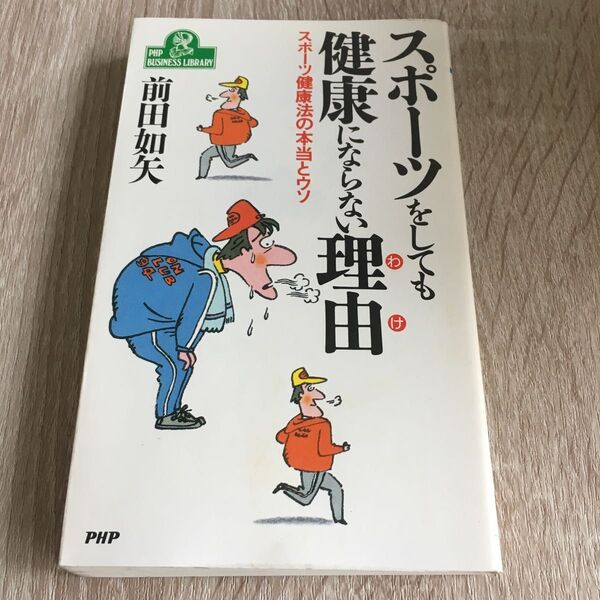 スポーツをしても
健康にならない理由
わけ
スポーツ健康法の本当とウソ
前田如矢
PHP
BUSINESS LIBRARY
PHP